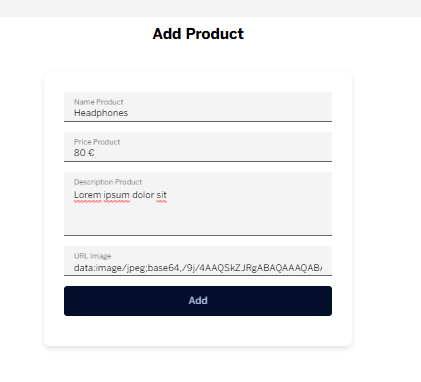 Add Product
Name Product
Headphones
Price Product
80 €
Description Product
Lorem ipsum dolor sit
URL Image
data:image/jpeg;base64,/9j/4AAQSkZJRgABAQAAAQAB/
Add